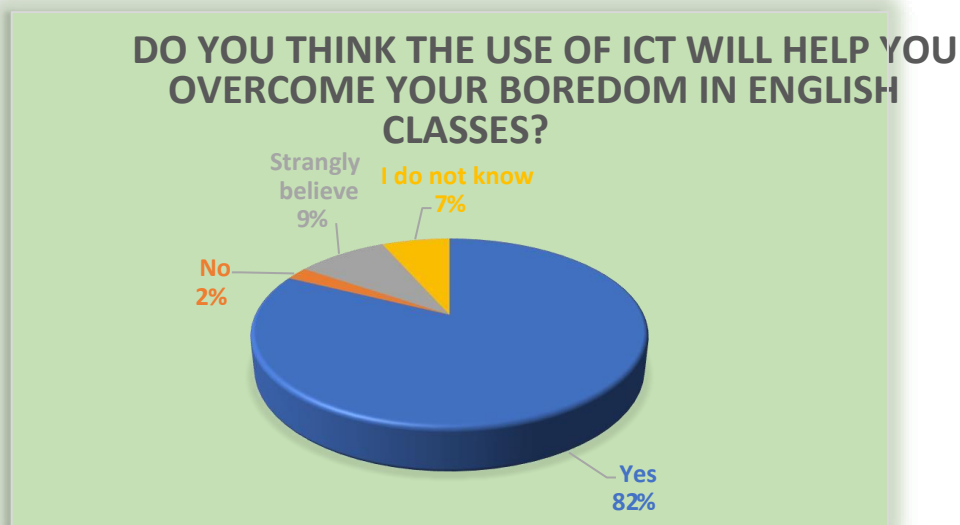 DO YOU THINK THE USE OF ICT WILL HELP YOU
OVERCOME YOUR BOREDOM IN ENGLISH
CLASSES?
Strangly
believe
9%
I do not know
7%
No
2%
Yes
82%